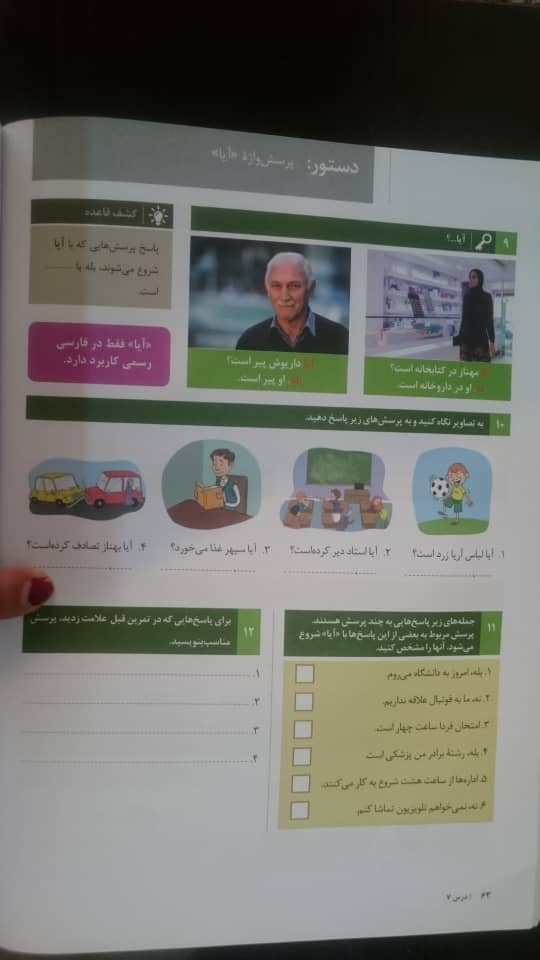 دستور: پرسش‌واژهٔ «آیا»
۹
آیا...؟
مهناز در کتابخانه است؟
. او در داروخانه است.
داریوش پیر است؟
. او پیر است.
کشف قاعده
پاسخ پرسش‌هایی که با آیا
شروع می‌شوند، بله یا ..........
است.
«آیا» فقط در فارسی
رسمی کاربرد دارد.
۱۰
به تصاویر نگاه کنید و به پرسش‌های زیر پاسخ دهید.
۱. آیا لباس آریا زرد است؟
۲. آیا استاد دیر کرده‌است؟
۳. آیا سپهر غذا می‌خورد؟
۴. آیا بهناز تصادف کرده‌است؟
۱۱
جمله‌های زیر پاسخ‌هایی به چند پرسش هستند.
پرسش مربوط به بعضی از این پاسخ‌ها با «آیا» شروع
می‌شود. آنها را مشخص کنید.
۱. بله، امروز به دانشگاه می‌روم.
۲. نه، ما به فوتبال علاقه نداریم.
۳. امتحان فردا ساعت چهار است.
۴. بله، رشتهٔ برادر من پزشکی است.
۵. اداره‌ها از ساعت هشت شروع به کار می‌کنند.
۶. نه، نمی‌خواهم تلویزیون تماشا کنم.
۱۲
برای پاسخ‌هایی که در تمرین قبل علامت زدید، پرسش
مناسب بنویسید.
۱.
۲.
۳.
۴.
۶۳ | درس ۷